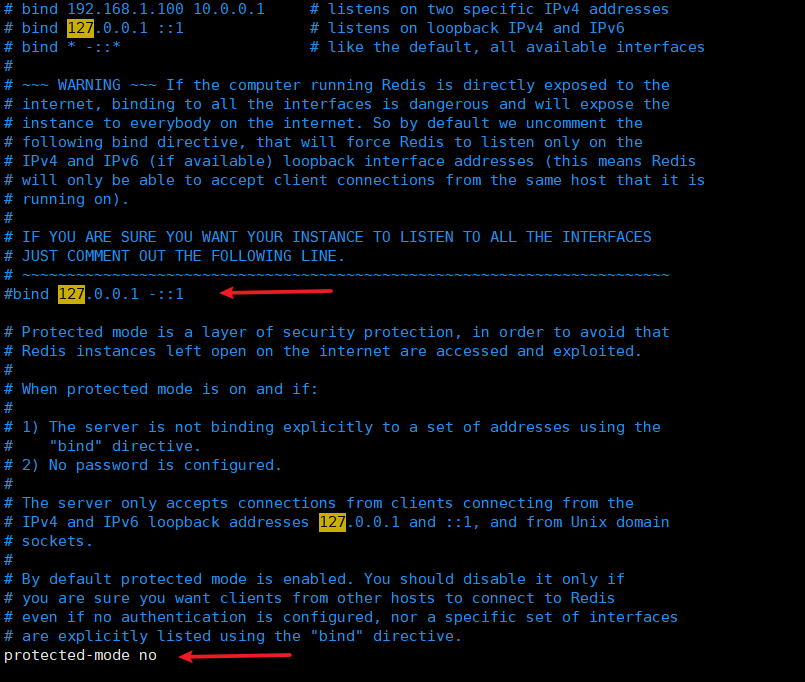 # bind 192.168.1.100 10.0.0.1     # listens on two specific IPv4 addresses
# bind 127.0.0.1 ::1              # listens on loopback IPv4 and IPv6
# bind * -::*                     # like the default, all available interfaces
#
# ~~~ WARNING ~~~ If the computer running Redis is directly exposed to the
# internet, binding to all the interfaces is dangerous and will expose the
# instance to everybody on the internet. So by default we uncomment the
# following bind directive, that will force Redis to listen only on the
# IPv4 and IPv6 (if available) loopback interface addresses (this means Redis
# will only be able to accept client connections from the same host that it is
# running on).
#
# IF YOU ARE SURE YOU WANT YOUR INSTANCE TO LISTEN TO ALL THE INTERFACES
# JUST COMMENT OUT THE FOLLOWING LINE.
# ~~~~~~~~~~~~~~~~~~~~~~~~~~~~~~~~~~~~~~~~~~~~~~~~~~~~~~~~~~~~~~~~~~~~~~~~
#bind 127.0.0.1 -::1

# Protected mode is a layer of security protection, in order to avoid that
# Redis instances left open on the internet are accessed and exploited.
#
# When protected mode is on and if:
#
# 1) The server is not binding explicitly to a set of addresses using the
#    "bind" directive.
# 2) No password is configured.
#
# The server only accepts connections from clients connecting from the
# IPv4 and IPv6 loopback addresses 127.0.0.1 and ::1, and from Unix domain
# sockets.
#
# By default protected mode is enabled. You should disable it only if
# you are sure you want clients from other hosts to connect to Redis
# even if no authentication is configured, nor a specific set of interfaces
# are explicitly listed using the "bind" directive.
protected-mode no